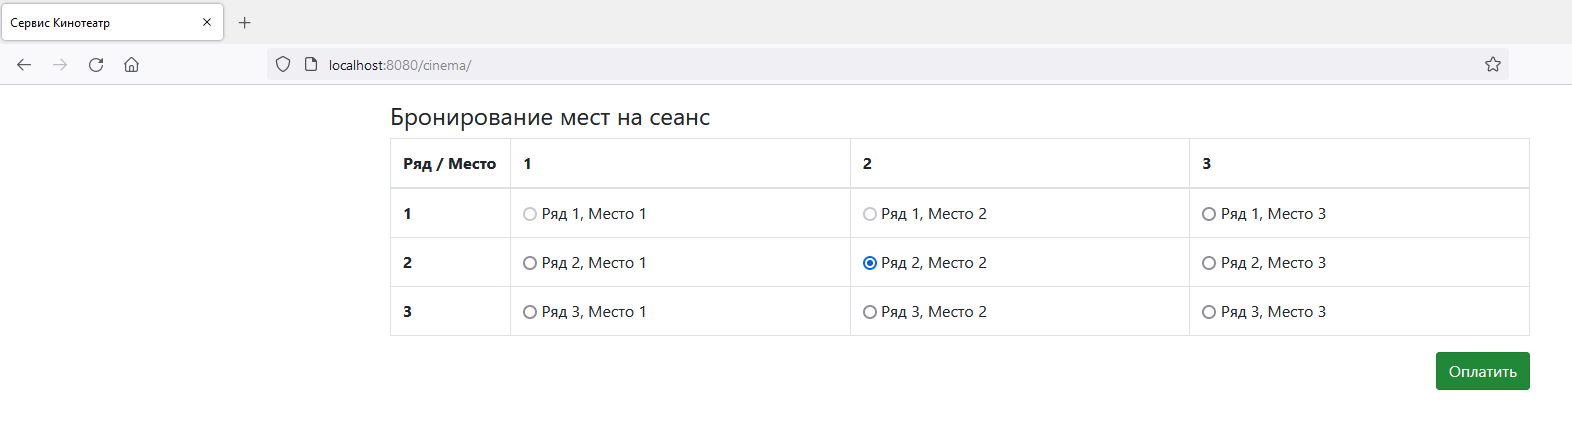 Сервис Кинотеатр
localhost:8080/cinema/
Бронирование мест на сеанс
Ряд / Место 1 2 3
1 Ряд 1, Место 1 Ряд 1, Место 2 Ряд 1, Место 3
2 Ряд 2, Место 1 Ряд 2, Место 2 Ряд 2, Место 3
3 Ряд 3, Место 1 Ряд 3, Место 2 Ряд 3, Место 3
Оплатить